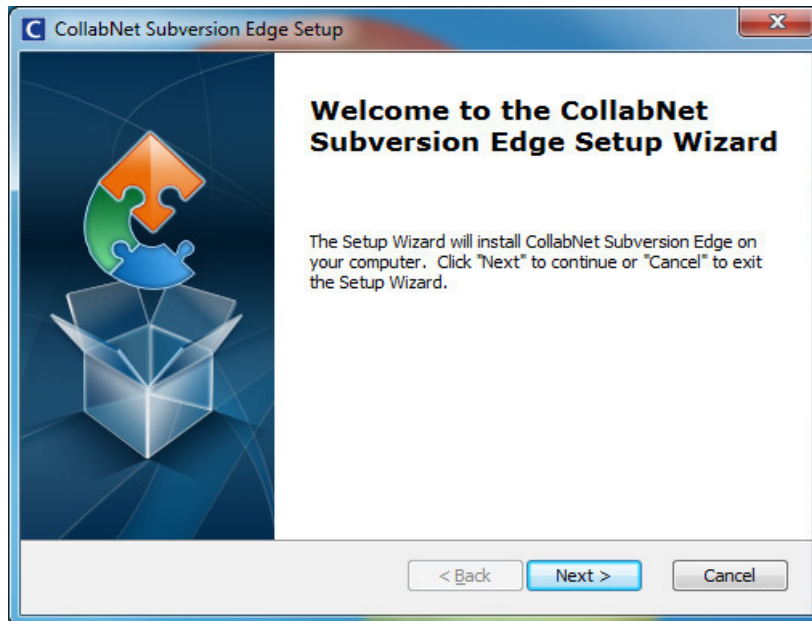 CollabNet Subversion Edge Setup
Welcome to the CollabNet
Subversion Edge Setup Wizard
The Setup Wizard will install CollabNet Subversion Edge on
your computer. Click "Next" to continue or "Cancel" to exit
the Setup Wizard.
< Back Next > Cancel